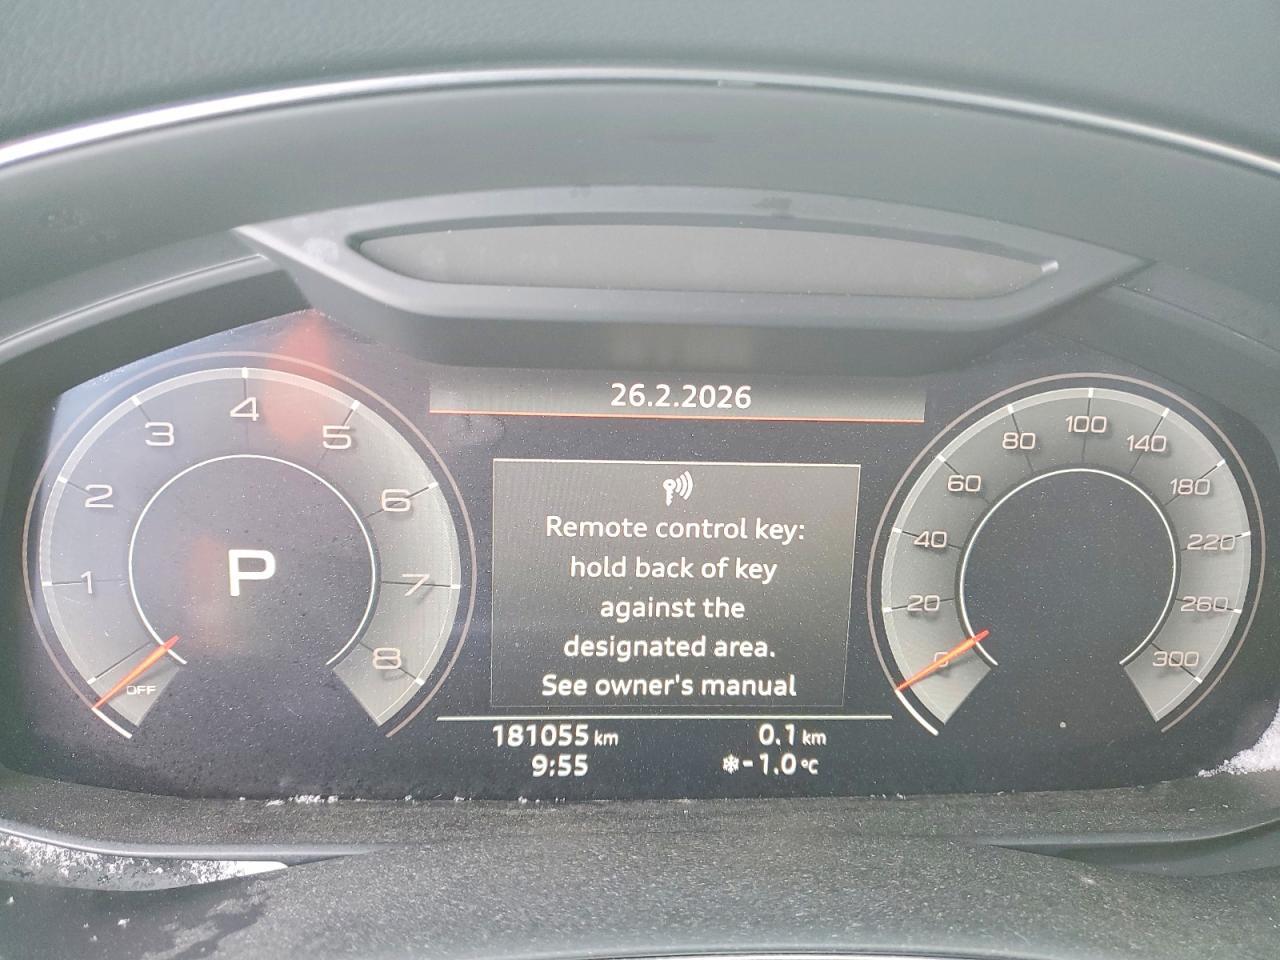 26.2.2026
1
2
3
4
5
6
7
8
OFF
P
Remote control key:
hold back of key
against the
designated area.
See owner's manual
181055 km
0.1 km
9:55
-1.0 °C
0
20
40
60
80
100
140
180
220
260
300